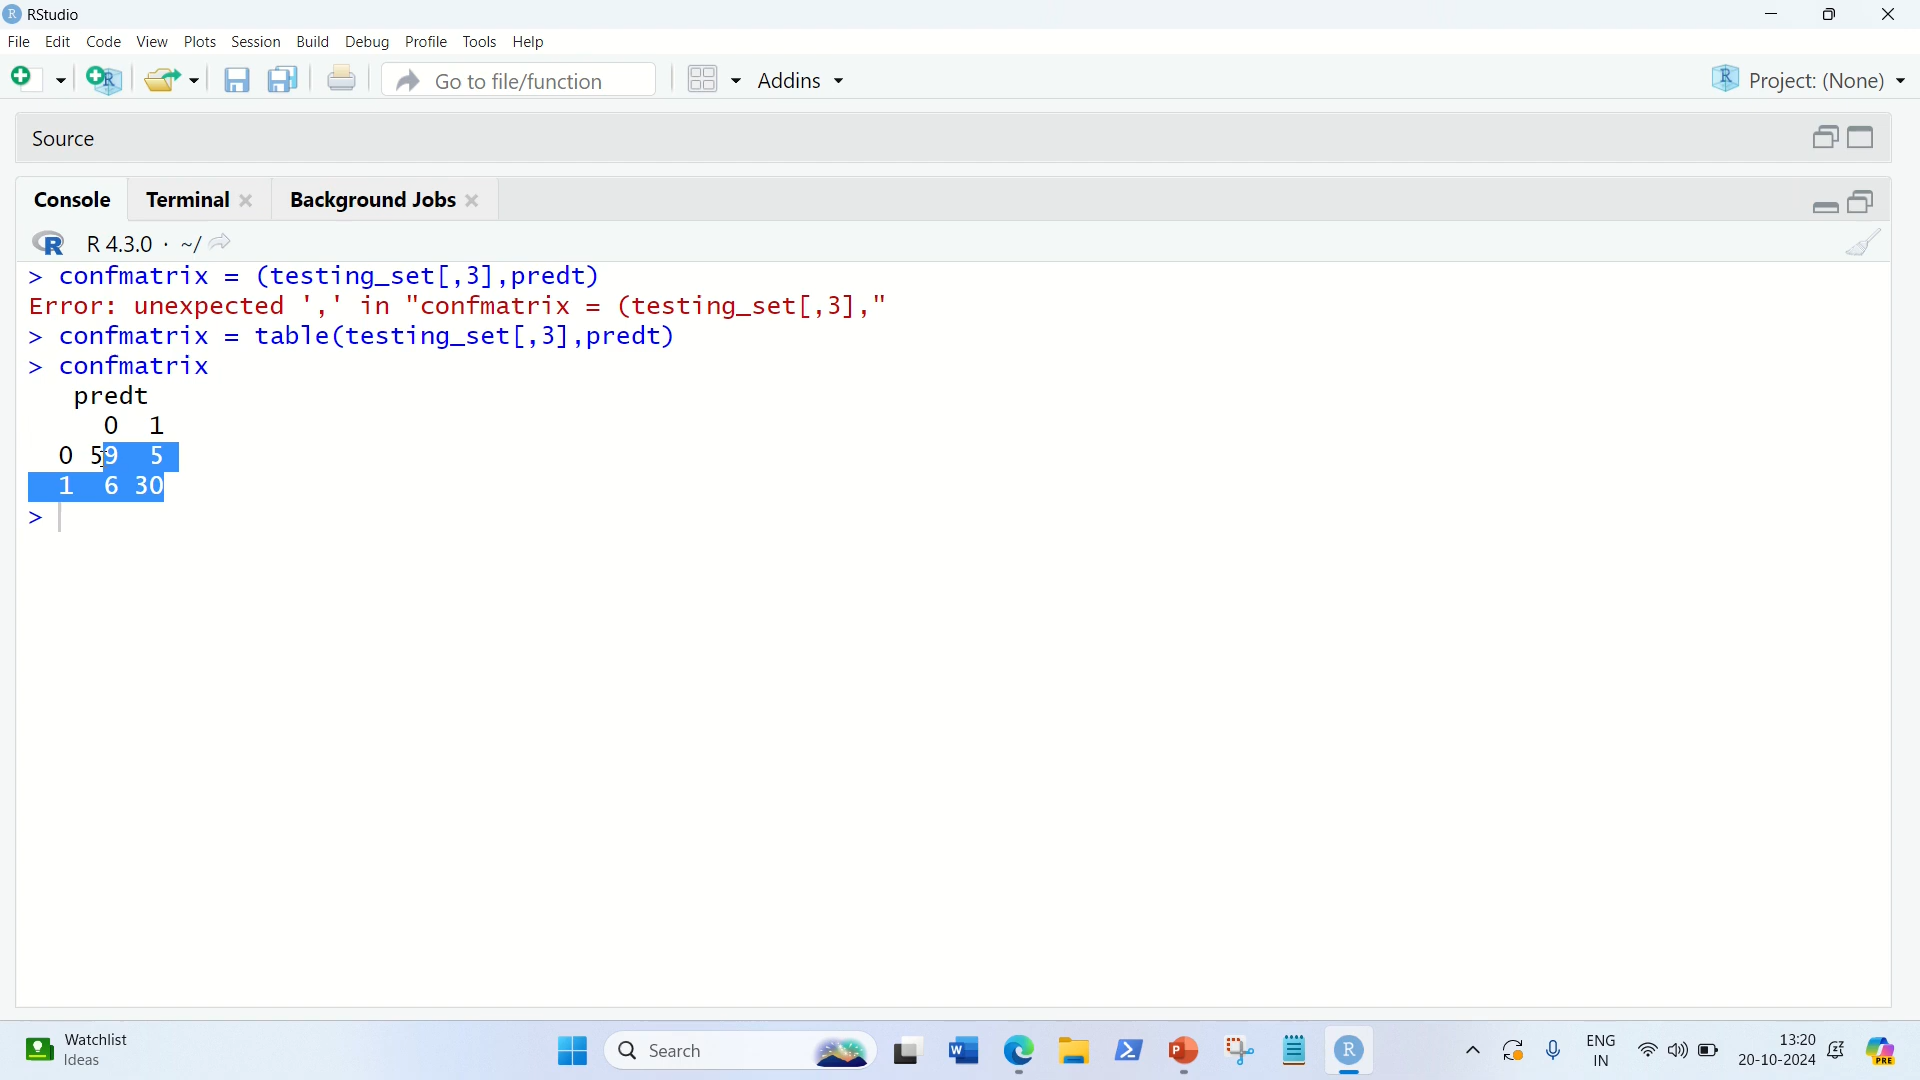 RStudio
File Edit Code View Plots Session Build Debug Profile Tools Help
Go to file/function Addins Project: (None)
Source
Console Terminal Background Jobs
R 4.3.0 · ~/
> confmatrix = (testing_set[,3],predt)
Error: unexpected ',' in "confmatrix = (testing_set[,3],"
> confmatrix = table(testing_set[,3],predt)
> confmatrix
predt
0 1
0 59 5
1 6 30
>
Watchlist
Ideas
Search
ENG
IN
13:20
20-10-2024